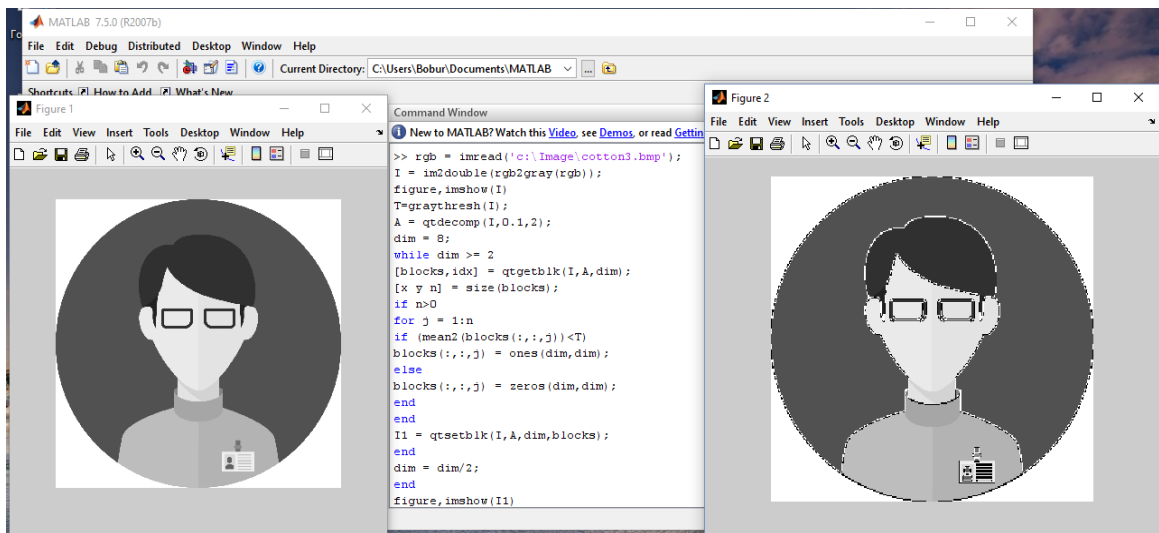 Го
MATLAB 7.5.0 (R2007b)
File Edit Debug Distributed Desktop Window Help
Current Directory: C:\Users\Bobur\Documents\MATLAB
Shortcuts How to Add What's New
Figure 1
File Edit View Insert Tools Desktop Window Help
Command Window
New to MATLAB? Watch this Video, see Demos, or read Gettin
>> rgb = imread('c:\Image\cotton3.bmp');
I = im2double(rgb2gray(rgb));
figure,imshow(I)
T=graythresh(I);
A = qtdecomp(I,0.1,2);
dim = 8;
while dim >= 2
[blocks,idx] = qtgetblk(I,A,dim);
[x y n] = size(blocks);
if n>0
for j = 1:n
if (mean2(blocks(:,:,j))<T)
blocks(:,:,j) = ones(dim,dim);
else
blocks(:,:,j) = zeros(dim,dim);
end
end
I1 = qtsetblk(I,A,dim,blocks);
end
dim = dim/2;
end
figure,imshow(I1)
Figure 2
File Edit View Insert Tools Desktop Window Help